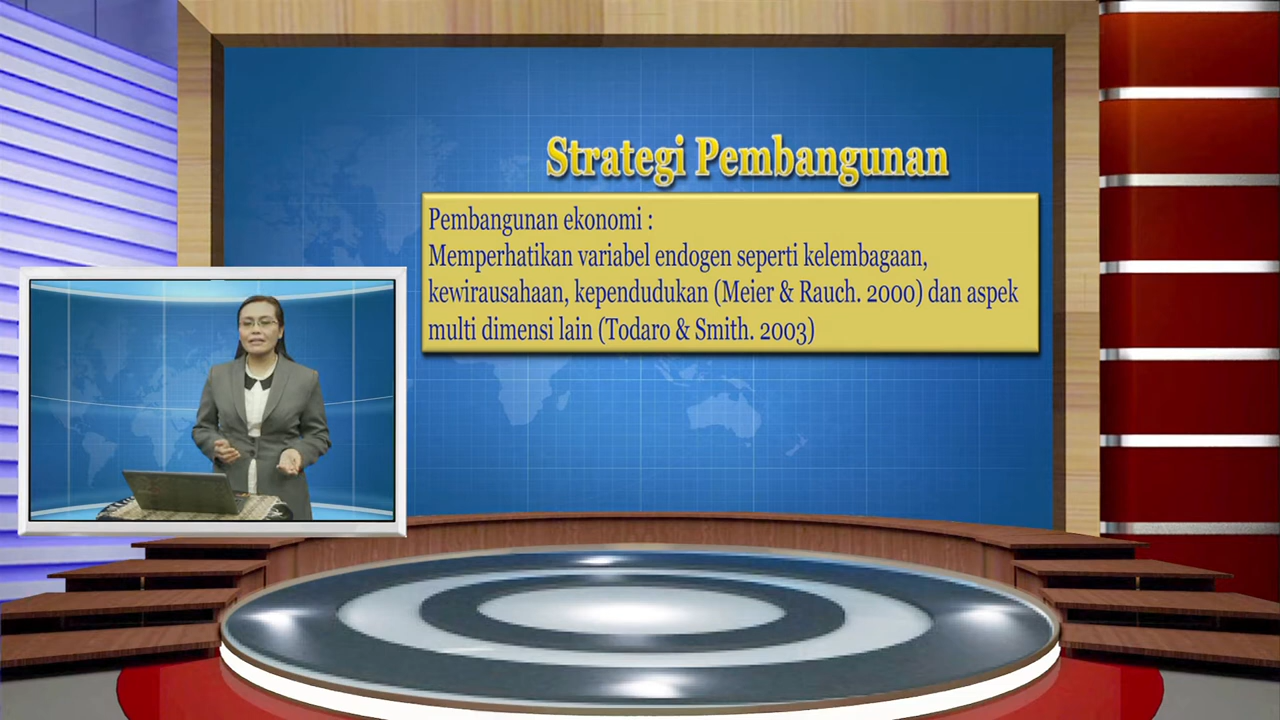 Strategi Pembangunan
Pembangunan ekonomi :
Memperhatikan variabel endogen seperti kelembagaan,
kewirausahaan, kependudukan (Meier & Rauch. 2000) dan aspek
multi dimensi lain (Todaro & Smith. 2003)